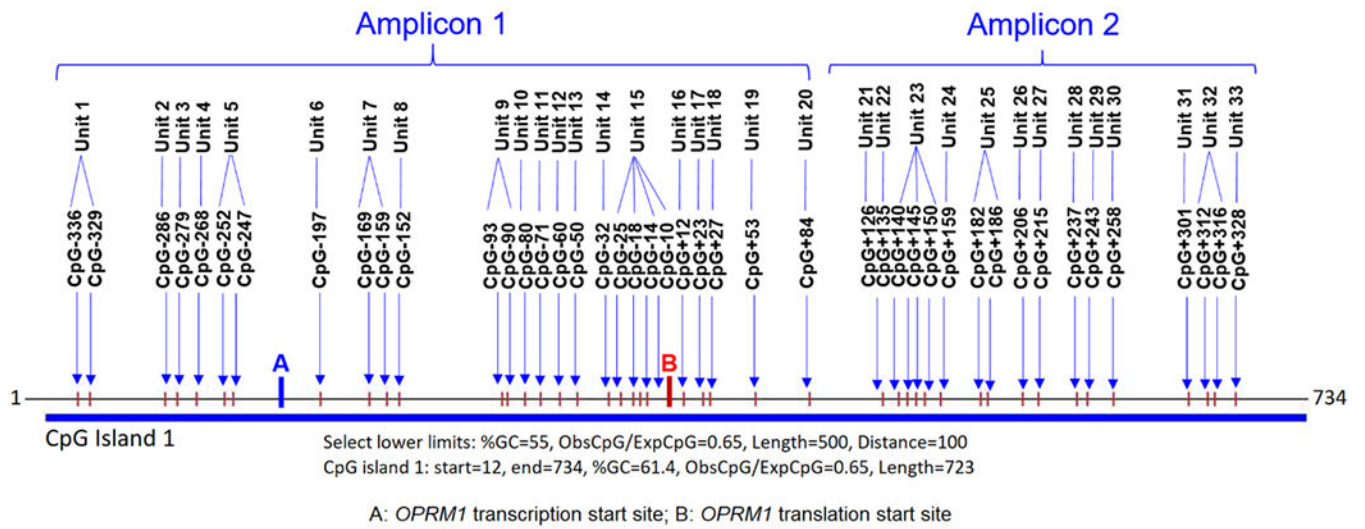 Amplicon 1 Amplicon 2
Unit 1 Unit 2 Unit 3 Unit 4 Unit 5 Unit 6 Unit 7 Unit 8 Unit 9 Unit 10 Unit 11 Unit 12 Unit 13 Unit 14 Unit 15 Unit 16 Unit 17 Unit 18 Unit 19 Unit 20 Unit 21 Unit 22 Unit 23 Unit 24 Unit 25 Unit 26 Unit 27 Unit 28 Unit 29 Unit 30 Unit 31 Unit 32 Unit 33
CpG-336 CpG-329 CpG-286 CpG-279 CpG-268 CpG-252 CpG-247 CpG-197 CpG-169 CpG-159 CpG-152 CpG-93 CpG-90 CpG-80 CpG-71 CpG-60 CpG-50 CpG-32 CpG-25 CpG-18 CpG-14 CpG-10 CpG+12 CpG+23 CpG+27 CpG+53 CpG+84 CpG+126 CpG+135 CpG+140 CpG+145 CpG+150 CpG+159 CpG+182 CpG+186 CpG+206 CpG+215 CpG+237 CpG+243 CpG+258 CpG+301 CpG+312 CpG+316 CpG+328
A B
1 734
CpG Island 1
Select lower limits: %GC=55, ObsCpG/ExpCpG=0.65, Length=500, Distance=100
CpG island 1: start=12, end=734, %GC=61.4, ObsCpG/ExpCpG=0.65, Length=723
A: OPRM1 transcription start site; B: OPRM1 translation start site